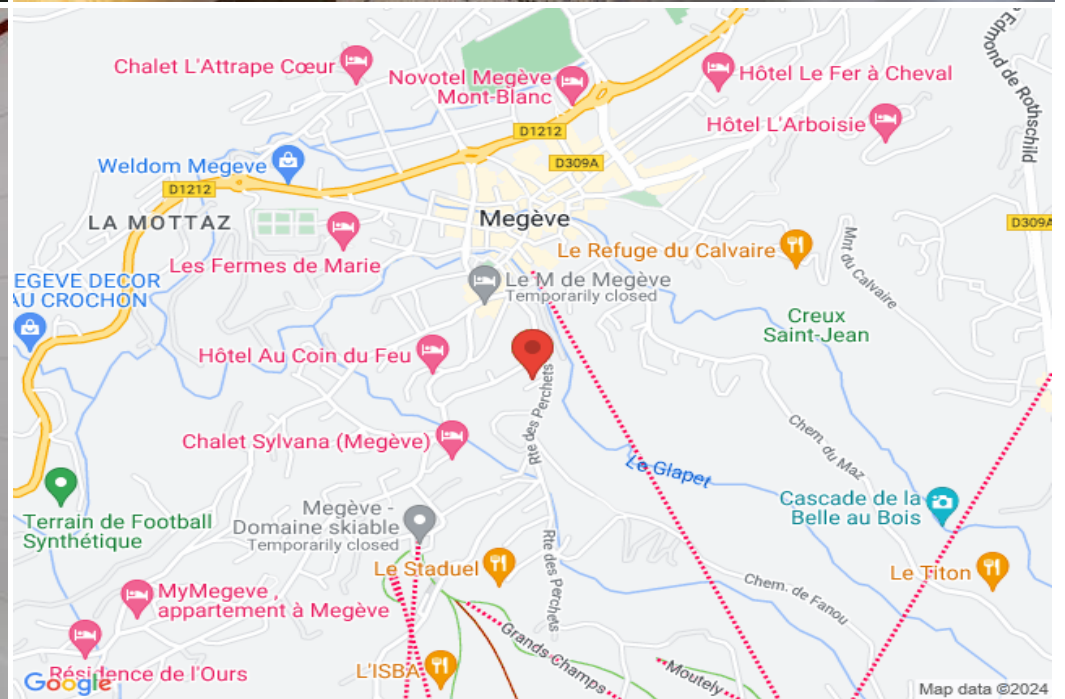 Chalet L'Attrape Cœur
Novotel Megève
Mont-Blanc
Hôtel Le Fer à Cheval
Edmond de Rothschild
Hôtel L'Arboisie
D1212
D309A
Weldom Megeve
D1212
LA MOTTAZ
Megève
D309A
Les Fermes de Marie
Le Refuge du Calvaire
Mnt du Calvaire
EGEVE DECOR
AU CROCHON
Le M de Megève
Temporarily closed
Creux
Saint-Jean
Hôtel Au Coin du Feu
Rte des Perchets
Chalet Sylvana (Megève)
Chem. du Maz
Le Glapet
Cascade de la
Belle au Bois
Terrain de Football
Synthétique
Megève -
Domaine skiable
Temporarily closed
Rte des Perchets
Le Staduel
Le Titon
Chem. de Fanou
MyMegeve ,
appartement à Megève
Grands Champs
Moutely
Résidence de l'Ours
L'ISBA
Google
Map data ©2024